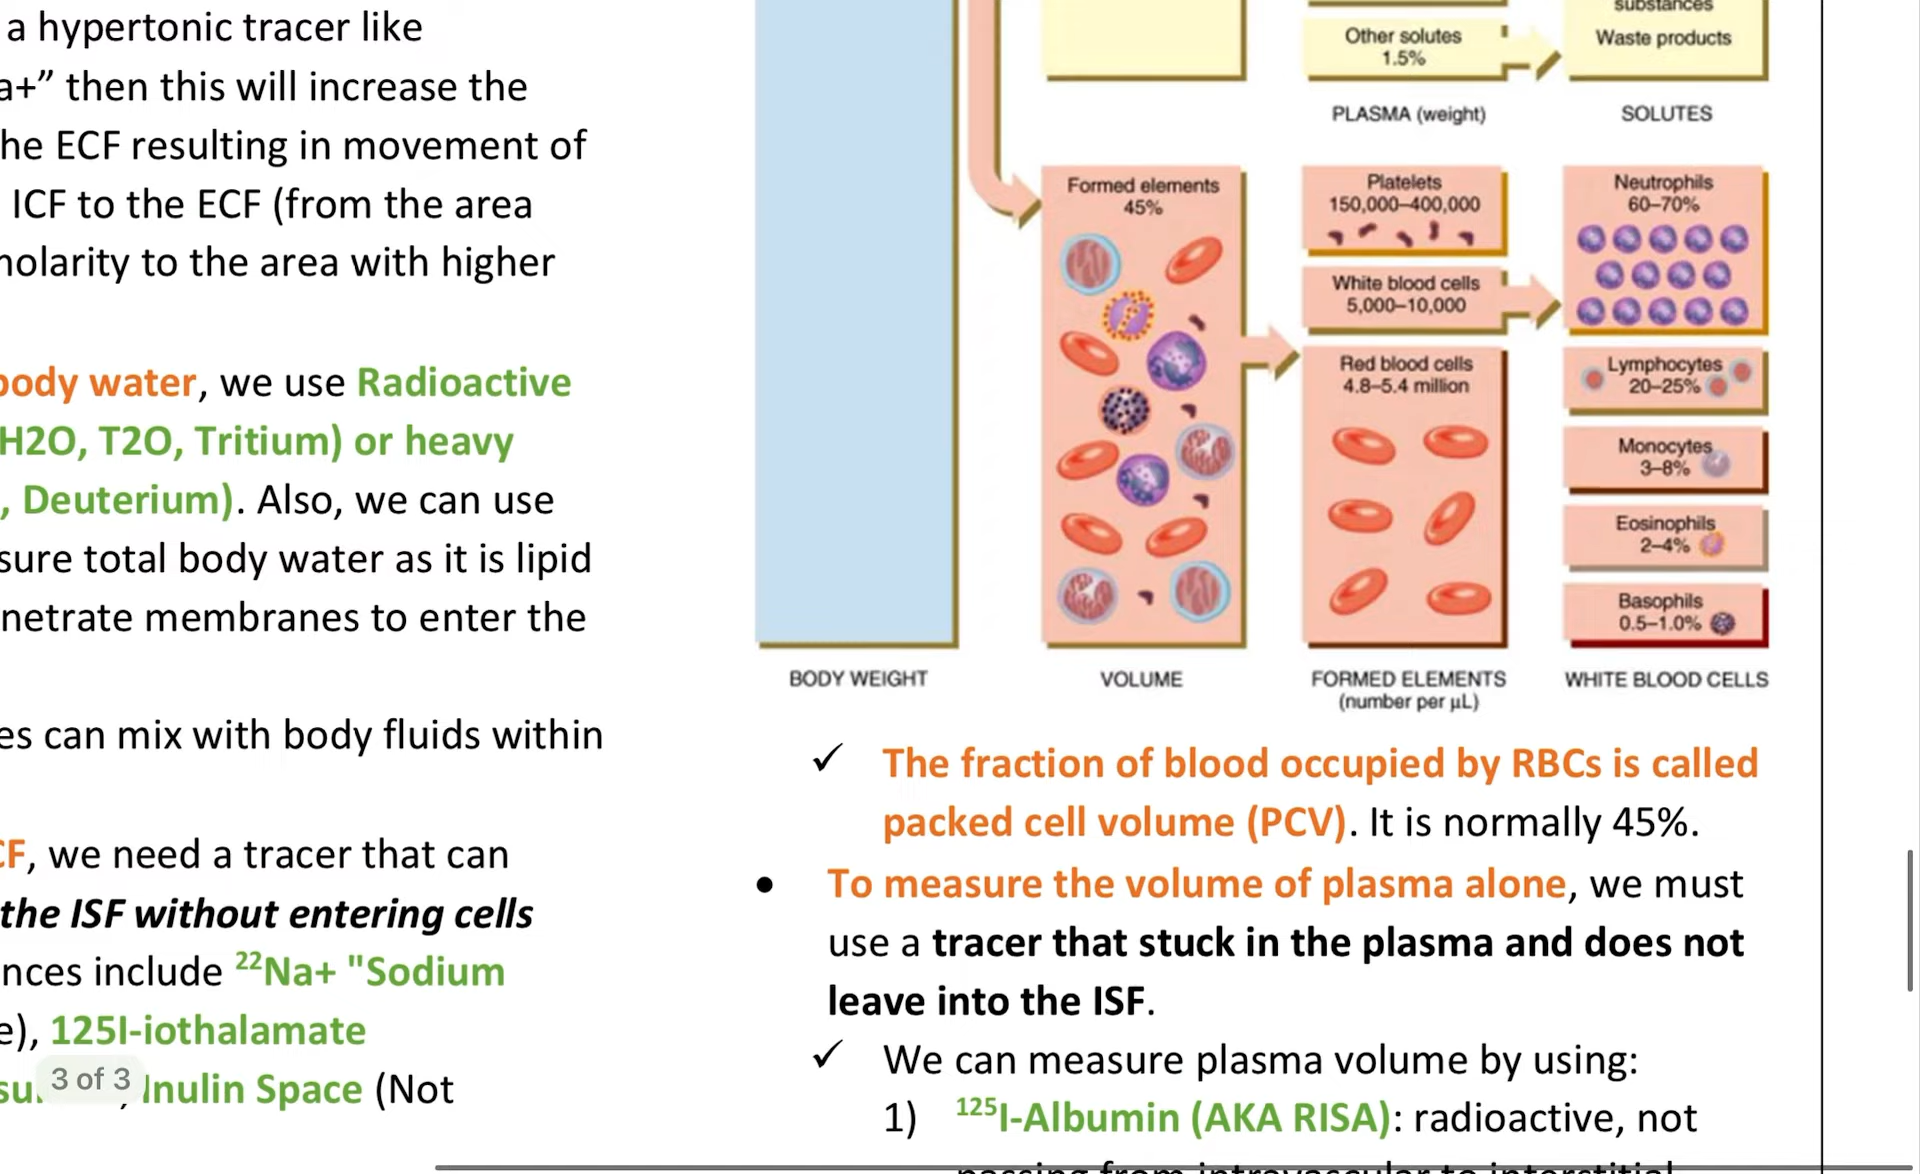 a hypertonic tracer like
a+” then this will increase the
he ECF resulting in movement of
ICF to the ECF (from the area
nolarity to the area with higher
body water, we use Radioactive
H2O, T2O, Tritium) or heavy
, Deuterium). Also, we can use
sure total body water as it is lipid
netrate membranes to enter the
es can mix with body fluids within
CF, we need a tracer that can
the ISF without entering cells
nces include 22Na+ "Sodium
e), 125I-iothalamate
su. , Inulin Space (Not
3 of 3
substances
Other solutes
1.5%
Waste products
PLASMA (weight)
SOLUTES
Formed elements
45%
Platelets
150,000–400,000
Neutrophils
60–70%
White blood cells
5,000–10,000
Red blood cells
4.8–5.4 million
Lymphocytes
20–25%
Monocytes
3–8%
Eosinophils
2–4%
Basophils
0.5–1.0%
BODY WEIGHT
VOLUME
FORMED ELEMENTS
(number per µL)
WHITE BLOOD CELLS
✓ The fraction of blood occupied by RBCs is called
packed cell volume (PCV). It is normally 45%.
• To measure the volume of plasma alone, we must
use a tracer that stuck in the plasma and does not
leave into the ISF.
✓ We can measure plasma volume by using:
1) 125I-Albumin (AKA RISA): radioactive, not
passing from intravascular to interstitial